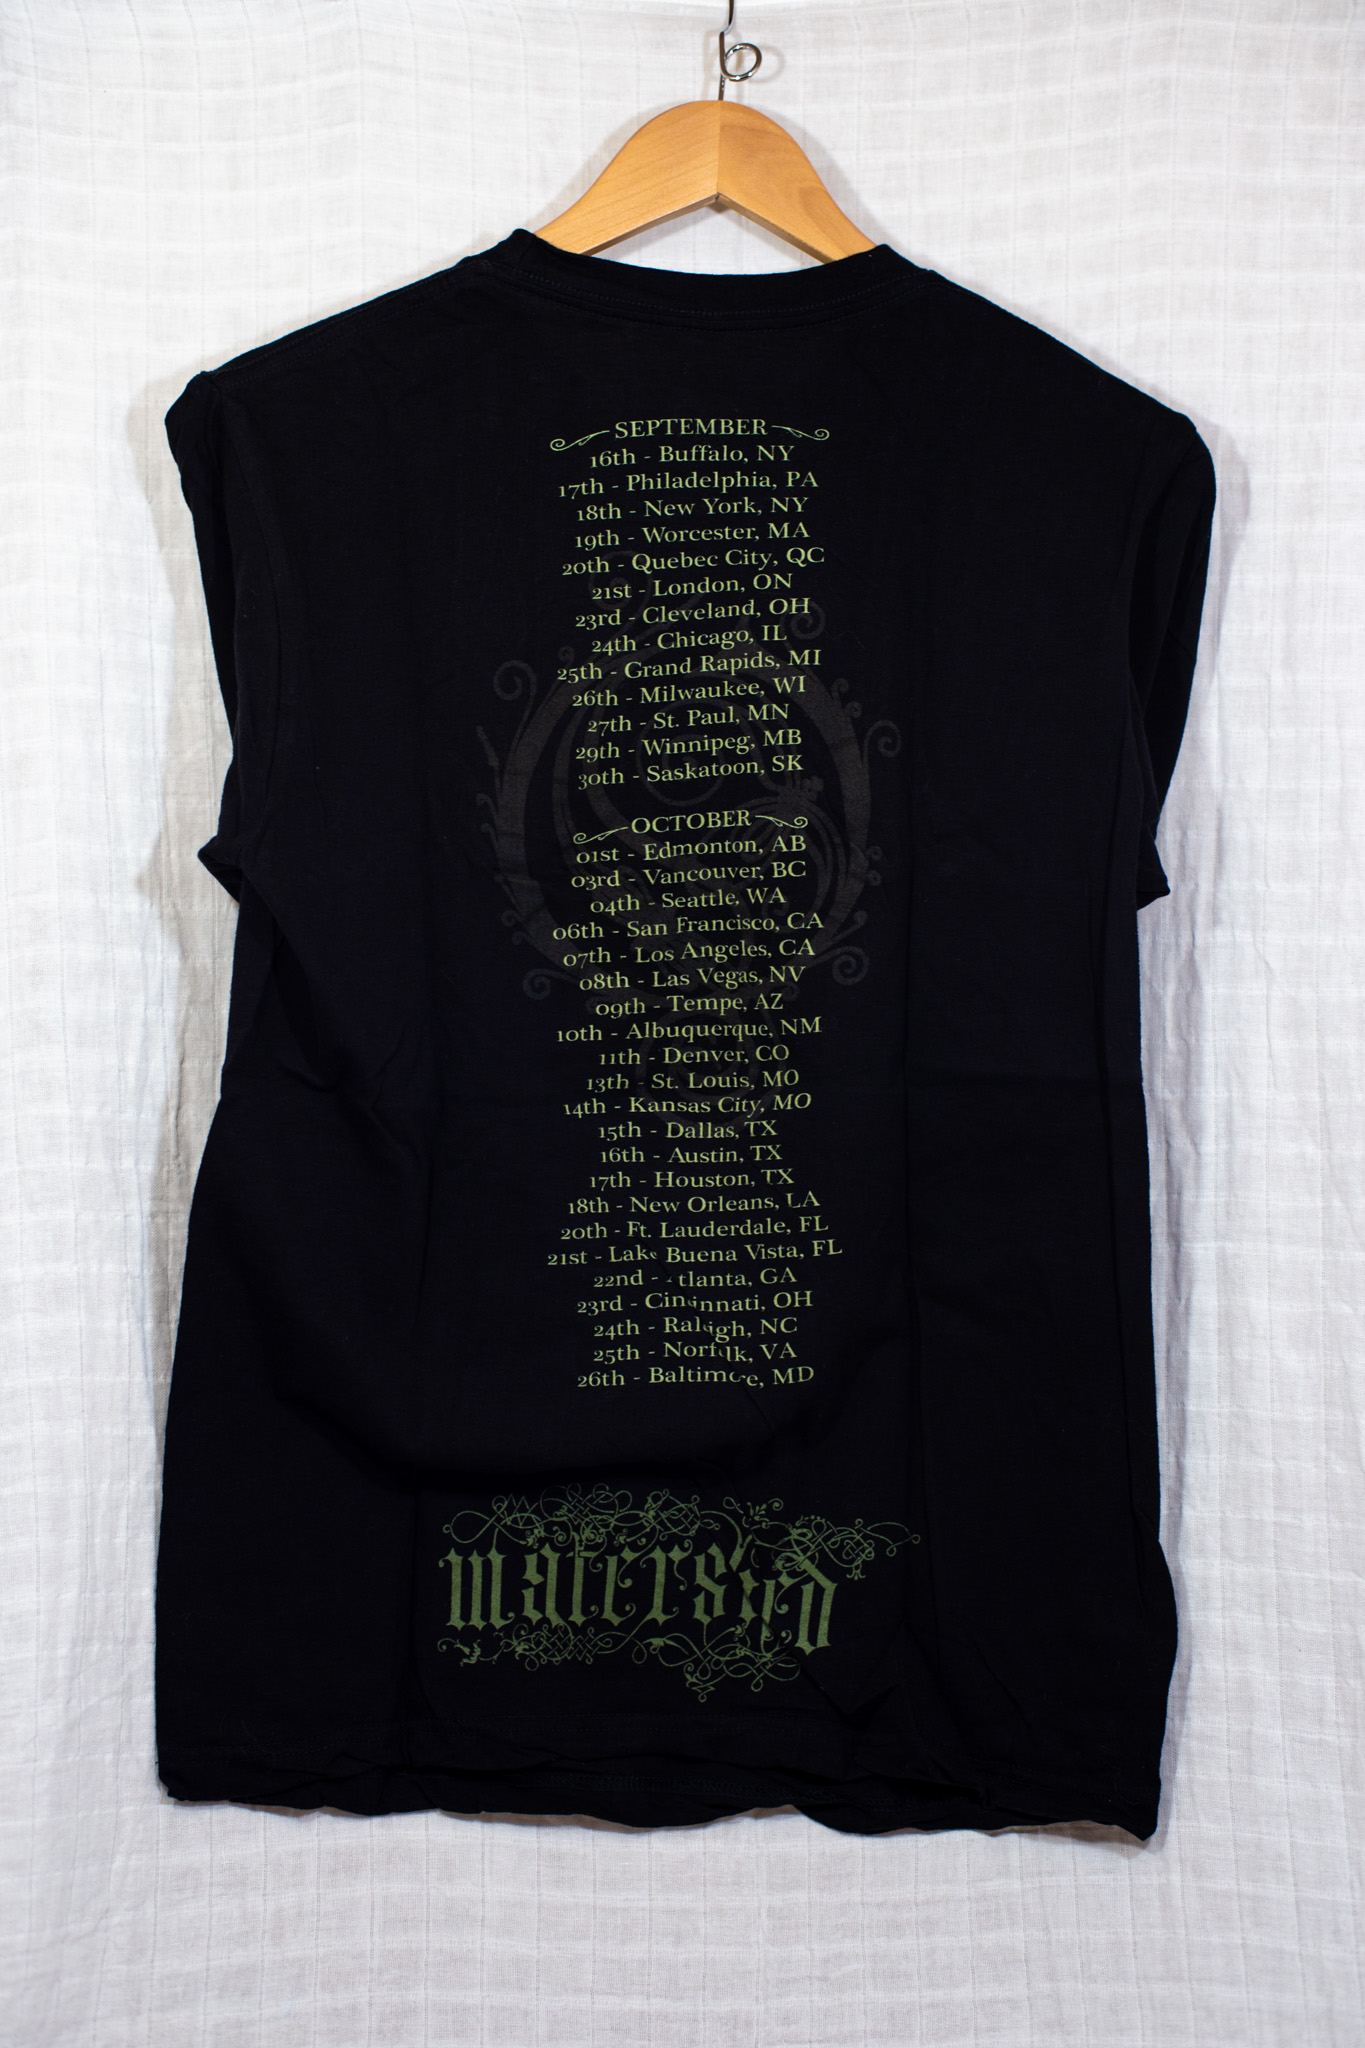 SEPTEMBER
16th - Buffalo, NY
17th - Philadelphia, PA
18th - New York, NY
19th - Worcester, MA
20th - Quebec City, QC
21st - London, ON
23rd - Cleveland, OH
24th - Chicago, IL
25th - Grand Rapids, MI
26th - Milwaukee, WI
27th - St. Paul, MN
29th - Winnipeg, MB
30th - Saskatoon, SK
OCTOBER
01st - Edmonton, AB
03rd - Vancouver, BC
04th - Seattle, WA
06th - San Francisco, CA
07th - Los Angeles, CA
08th - Las Vegas, NV
09th - Tempe, AZ
10th - Albuquerque, NM
11th - Denver, CO
13th - St. Louis, MO
14th - Kansas City, MO
15th - Dallas, TX
16th - Austin, TX
17th - Houston, TX
18th - New Orleans, LA
20th - Ft. Lauderdale, FL
21st - Lake Buena Vista, FL
22nd - Atlanta, GA
23rd - Cincinnati, OH
24th - Raleigh, NC
25th - Norfolk, VA
26th - Baltimore, MD
watershed